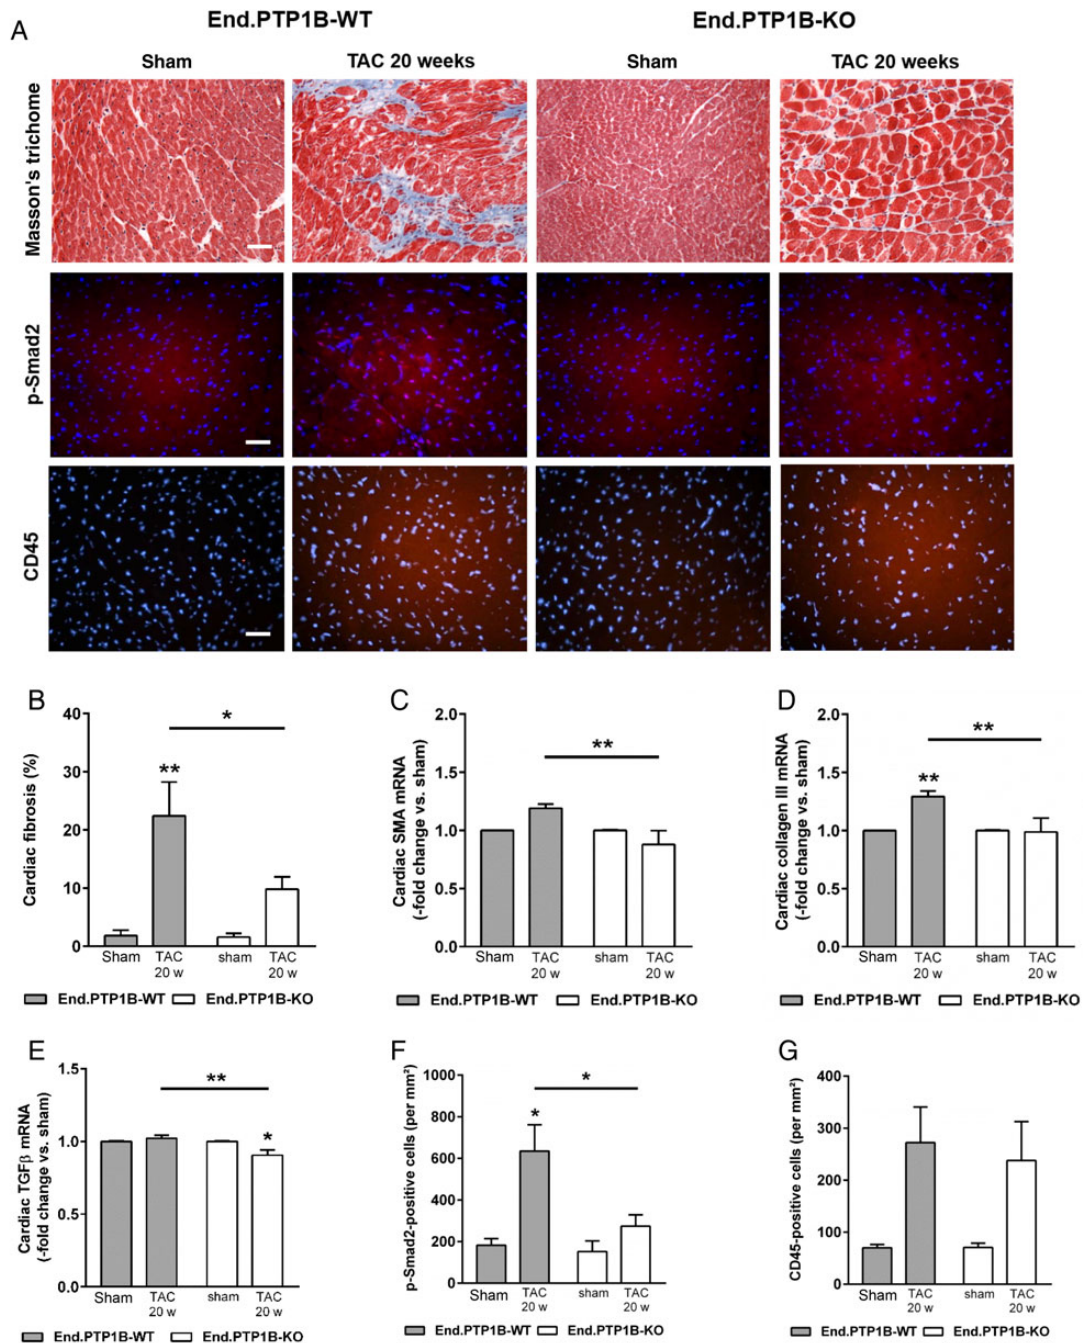 A
End.PTP1B-WT
End.PTP1B-KO
Sham
TAC 20 weeks
Sham
TAC 20 weeks
Masson's trichome
p-Smad2
CD45
B
Cardiac fibrosis (%)
40
30
20
10
0
*
**
Sham
TAC
20 w
sham
TAC
20 w
End.PTP1B-WT
End.PTP1B-KO
C
Cardiac SMA mRNA
(-fold change vs. sham)
2.0
1.5
1.0
0.5
0.0
**
Sham
TAC
20 w
sham
TAC
20 w
End.PTP1B-WT
End.PTP1B-KO
D
Cardiac collagen III mRNA
(-fold change vs. sham)
2.0
1.5
1.0
0.5
0.0
**
**
Sham
TAC
20 w
sham
TAC
20 w
End.PTP1B-WT
End.PTP1B-KO
E
Cardiac TGFβ mRNA
(-fold change vs. sham)
1.5
1.0
0.5
0.0
**
*
Sham
TAC
20 w
sham
TAC
20 w
End.PTP1B-WT
End.PTP1B-KO
F
p-Smad2-positive cells (per mm²)
1000
800
600
400
200
0
*
*
Sham
TAC
20 w
sham
TAC
20 w
End.PTP1B-WT
End.PTP1B-KO
G
CD45-positive cells (per mm²)
400
300
200
100
0
Sham
TAC
20 w
sham
TAC
20 w
End.PTP1B-WT
End.PTP1B-KO